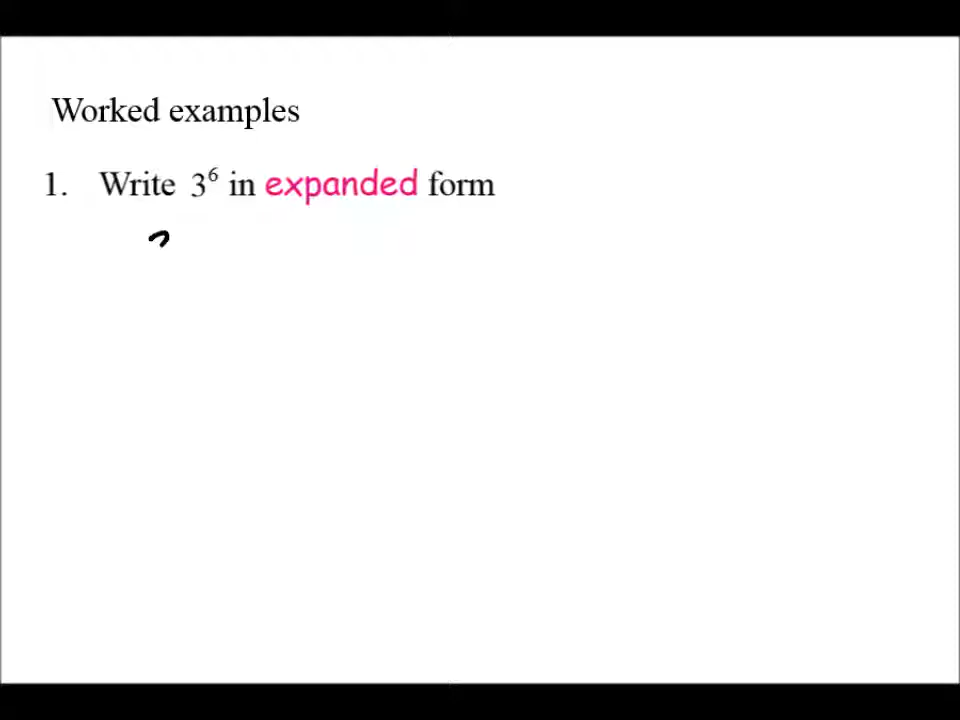 Worked examples
1. Write 3⁶ in expanded form